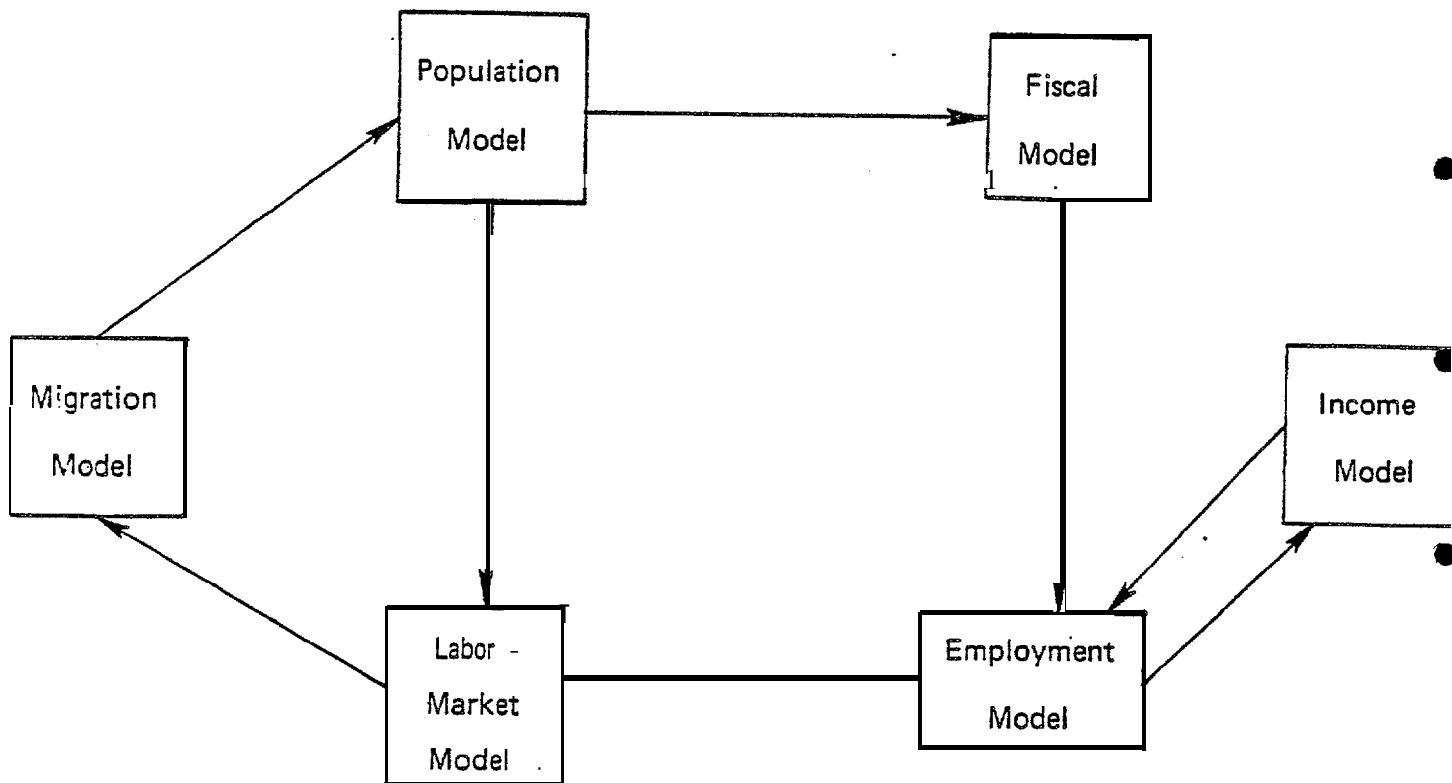 Population
Model
Fiscal
Model
Migration
Model
Income
Model
Labor -
Market
Model
Employment
Model